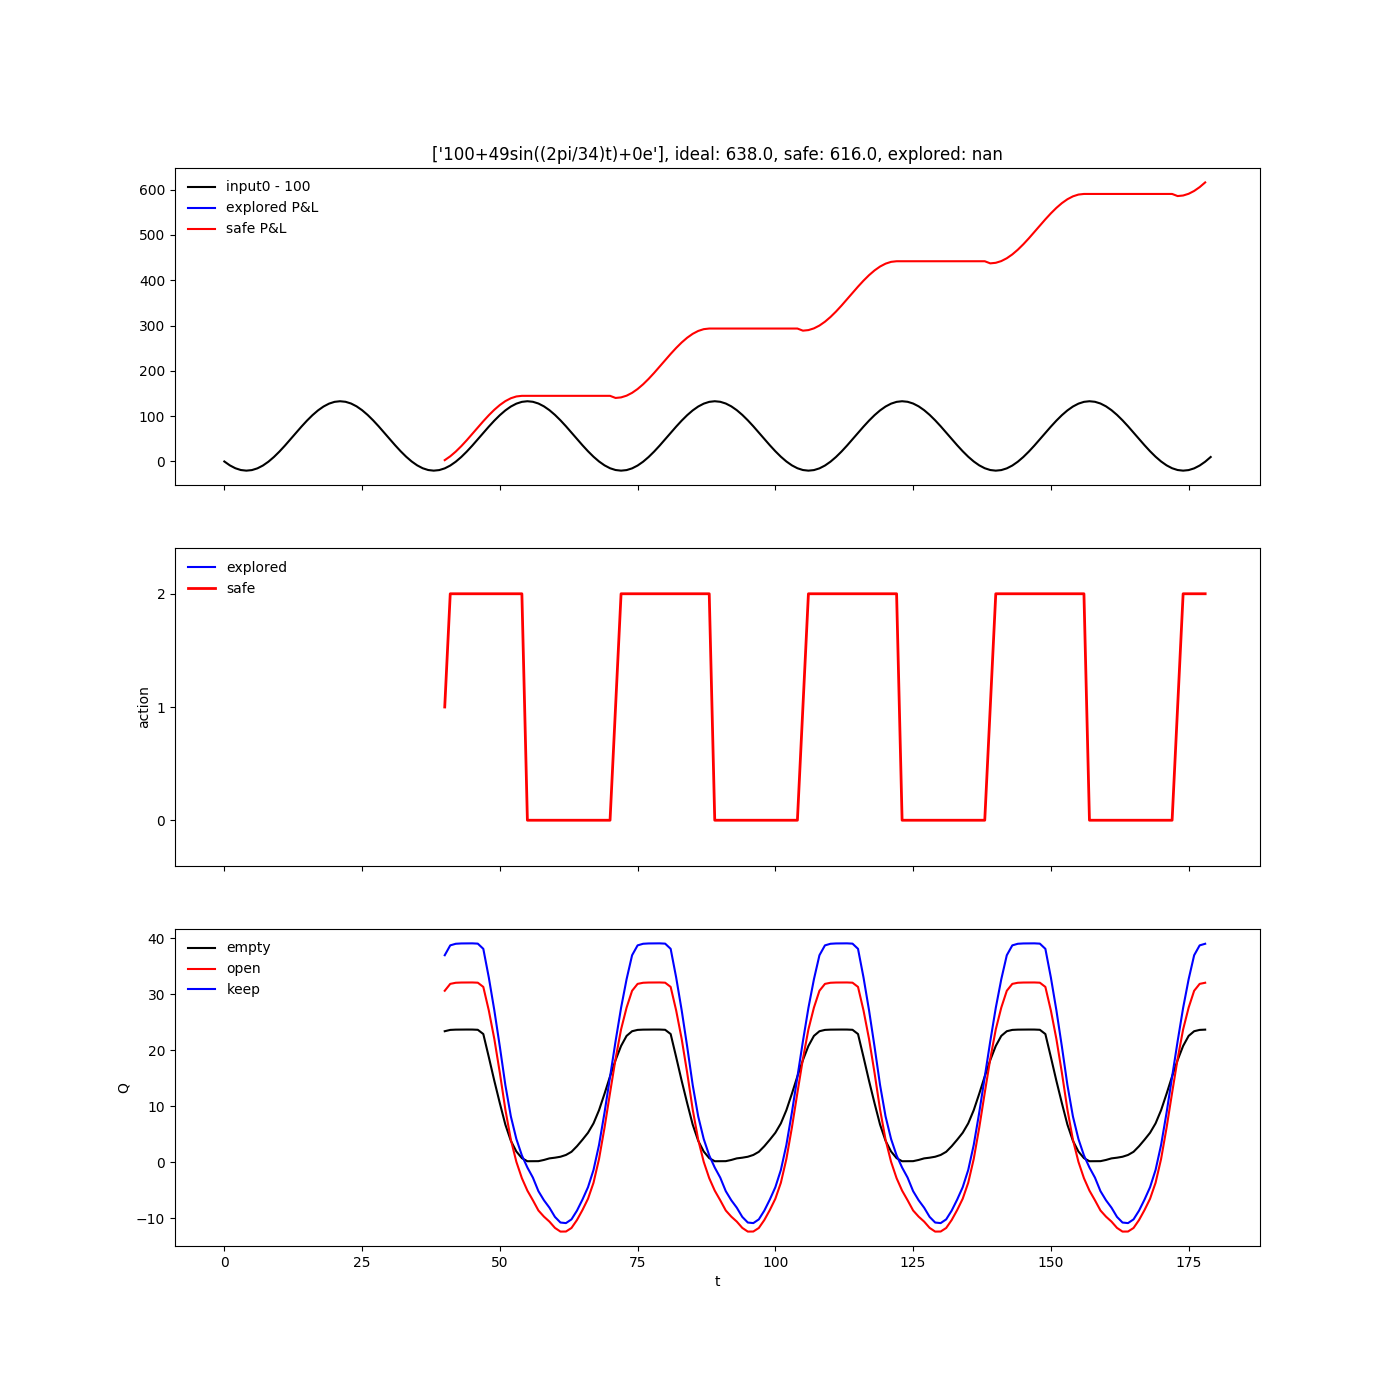 ['100+49sin((2pi/34)t)+0e'], ideal: 638.0, safe: 616.0, explored: nan
input0 - 100
explored P&L
safe P&L
600
500
400
300
200
100
0
explored
safe
2
1
0
action
empty
open
keep
40
30
20
10
0
−10
Q
0 25 50 75 100 125 150 175
t